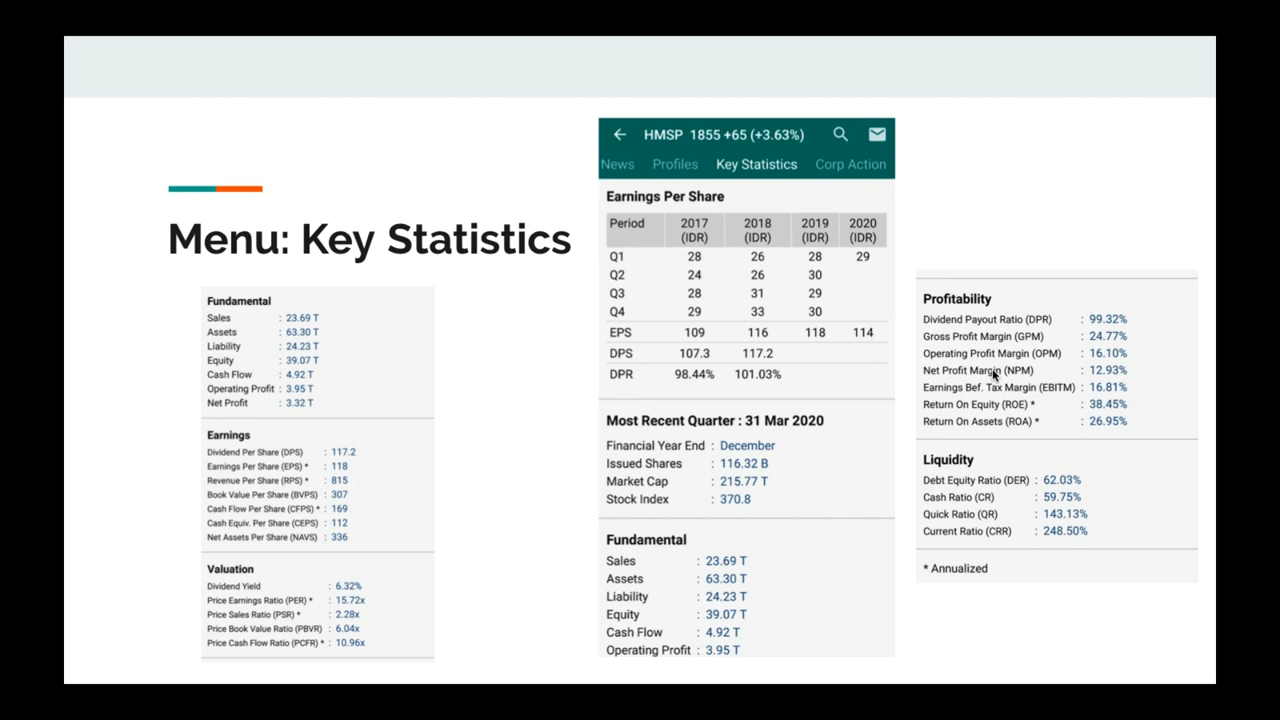 Menu: Key Statistics
Fundamental
Sales : 23.69 T
Assets : 63.30 T
Liability : 24.23 T
Equity : 39.07 T
Cash Flow : 4.92 T
Operating Profit : 3.95 T
Net Profit : 3.32 T
Earnings
Dividend Per Share (DPS) : 117.2
Earnings Per Share (EPS) * : 118
Revenue Per Share (RPS) * : 815
Book Value Per Share (BVPS) : 307
Cash Flow Per Share (CFPS) * : 169
Cash Equiv. Per Share (CEPS) : 112
Net Assets Per Share (NAVS) : 336
Valuation
Dividend Yield : 6.32%
Price Earnings Ratio (PER) * : 15.72x
Price Sales Ratio (PSR) * : 2.28x
Price Book Value Ratio (PBVR) : 6.04x
Price Cash Flow Ratio (PCFR) * : 10.96x
HMSP 1855 +65 (+3.63%)
News Profiles Key Statistics Corp Action
Earnings Per Share
Period 2017 (IDR) 2018 (IDR) 2019 (IDR) 2020 (IDR)
Q1 28 26 28 29
Q2 24 26 30
Q3 28 31 29
Q4 29 33 30
EPS 109 116 118 114
DPS 107.3 117.2
DPR 98.44% 101.03%
Most Recent Quarter : 31 Mar 2020
Financial Year End : December
Issued Shares : 116.32 B
Market Cap : 215.77 T
Stock Index : 370.8
Fundamental
Sales : 23.69 T
Assets : 63.30 T
Liability : 24.23 T
Equity : 39.07 T
Cash Flow : 4.92 T
Operating Profit : 3.95 T
Profitability
Dividend Payout Ratio (DPR) : 99.32%
Gross Profit Margin (GPM) : 24.77%
Operating Profit Margin (OPM) : 16.10%
Net Profit Margin (NPM) : 12.93%
Earnings Bef. Tax Margin (EBITM) : 16.81%
Return On Equity (ROE) * : 38.45%
Return On Assets (ROA) * : 26.95%
Liquidity
Debt Equity Ratio (DER) : 62.03%
Cash Ratio (CR) : 59.75%
Quick Ratio (QR) : 143.13%
Current Ratio (CRR) : 248.50%
* Annualized